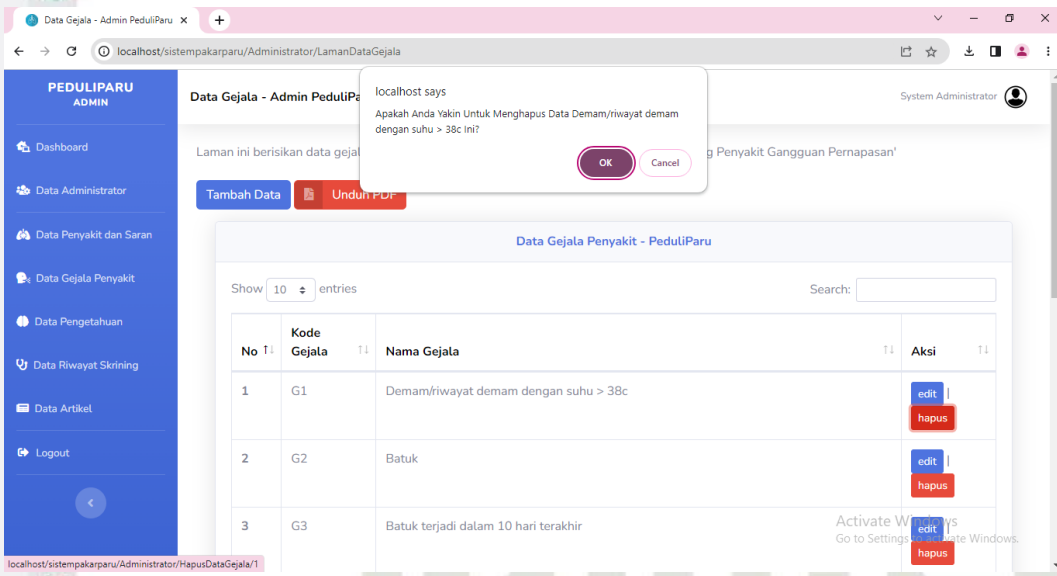 Data Gejala - Admin PeduliParu
localhost/sistempakarparu/Administrator/LamanDataGejala
PEDULIPARU
ADMIN
Dashboard
Data Administrator
Data Penyakit dan Saran
Data Gejala Penyakit
Data Pengetahuan
Data Riwayat Skrining
Data Artikel
Logout
Data Gejala - Admin PeduliPa
System Administrator
localhost says
Apakah Anda Yakin Untuk Menghapus Data Demam/riwayat demam
dengan suhu > 38c Ini?
OK Cancel
Laman ini berisikan data gejal
g Penyakit Gangguan Pernapasan'
Tambah Data Unduh PDF
Data Gejala Penyakit - PeduliParu
Show 10 entries Search:
No Kode Gejala Nama Gejala Aksi
1 G1 Demam/riwayat demam dengan suhu > 38c edit |
hapus
2 G2 Batuk edit |
hapus
3 G3 Batuk terjadi dalam 10 hari terakhir edit |
hapus
Activate Windows
Go to Settings to activate Windows.
localhost/sistempakarparu/Administrator/HapusDataGejala/1